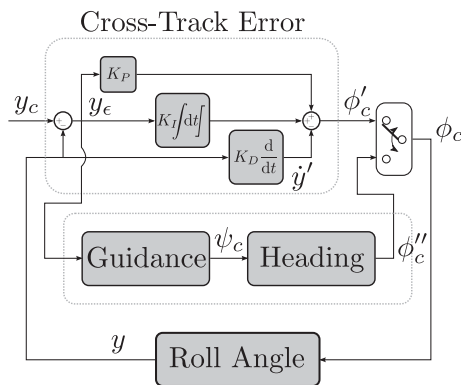 Cross-Track Error
K_P
y_c
y_ϵ
K_I∫dt∫
ϕ′_c
K_D d/dt
ẏ′
ϕ_c
Guidance
ψ_c
Heading
ϕ″_c
y
Roll Angle